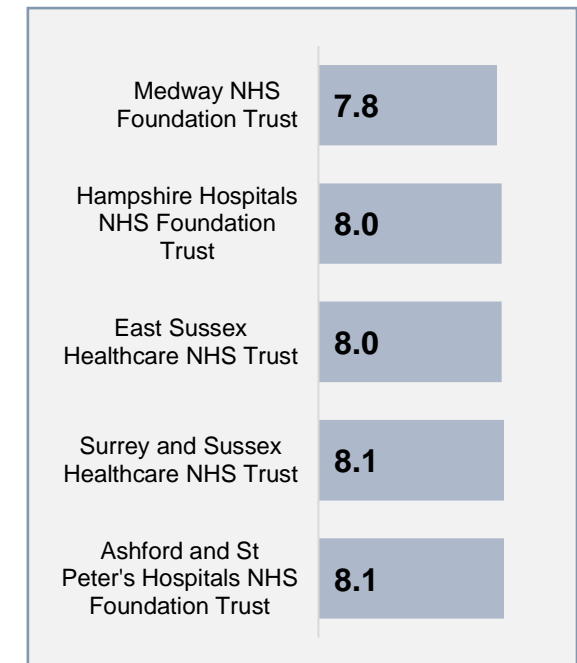 Medway NHS
Foundation Trust
7.8
Hampshire Hospitals
NHS Foundation
Trust
8.0
East Sussex
Healthcare NHS Trust
8.0
Surrey and Sussex
Healthcare NHS Trust
8.1
Ashford and St
Peter's Hospitals NHS
Foundation Trust
8.1